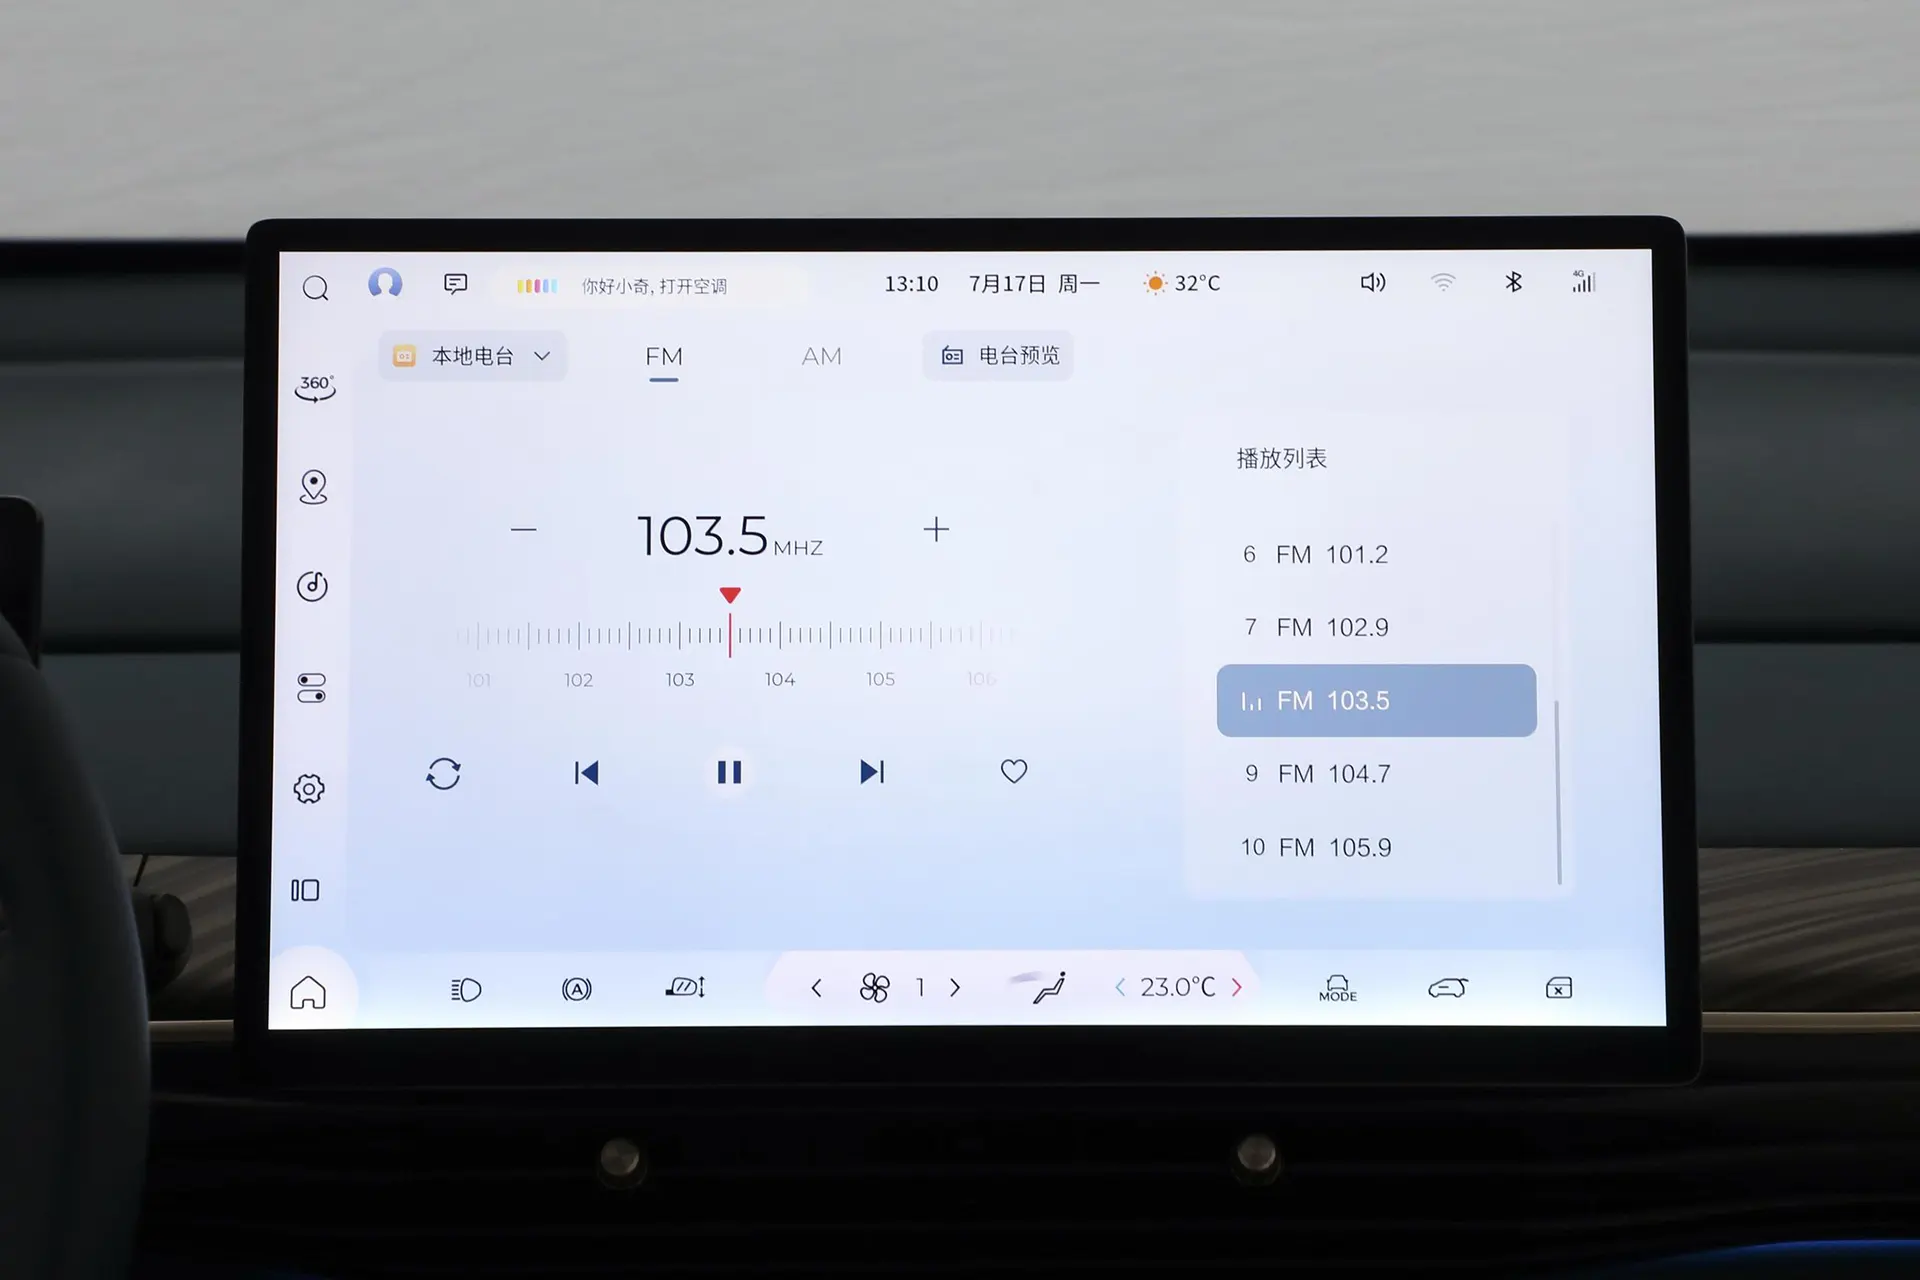 你好小奇, 打开空调
13:10 7月17日 周一 32°C
4G
本地电台 FM AM 电台预览
360°
播放列表
103.5 MHZ
101 102 103 104 105 106
6 FM 101.2
7 FM 102.9
FM 103.5
9 FM 104.7
10 FM 105.9
A 1 23.0°C MODE